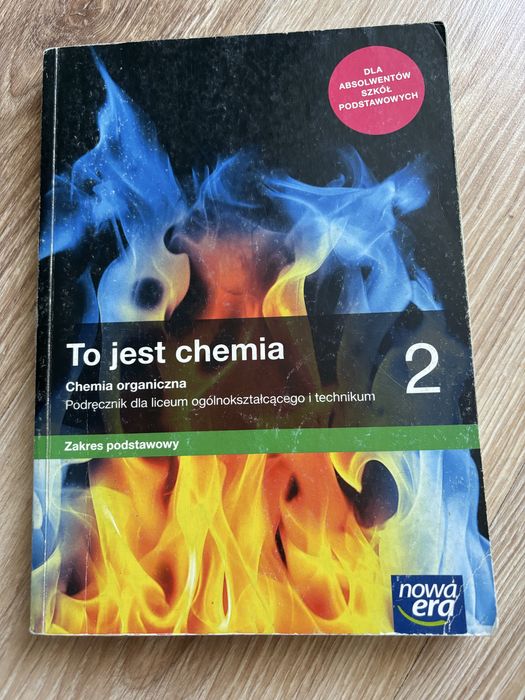 DLA
ABSOLWENTÓW
SZKÓŁ
PODSTAWOWYCH
To jest chemia
2
Chemia organiczna
Podręcznik dla liceum ogólnokształcącego i technikum
Zakres podstawowy
nowa
era